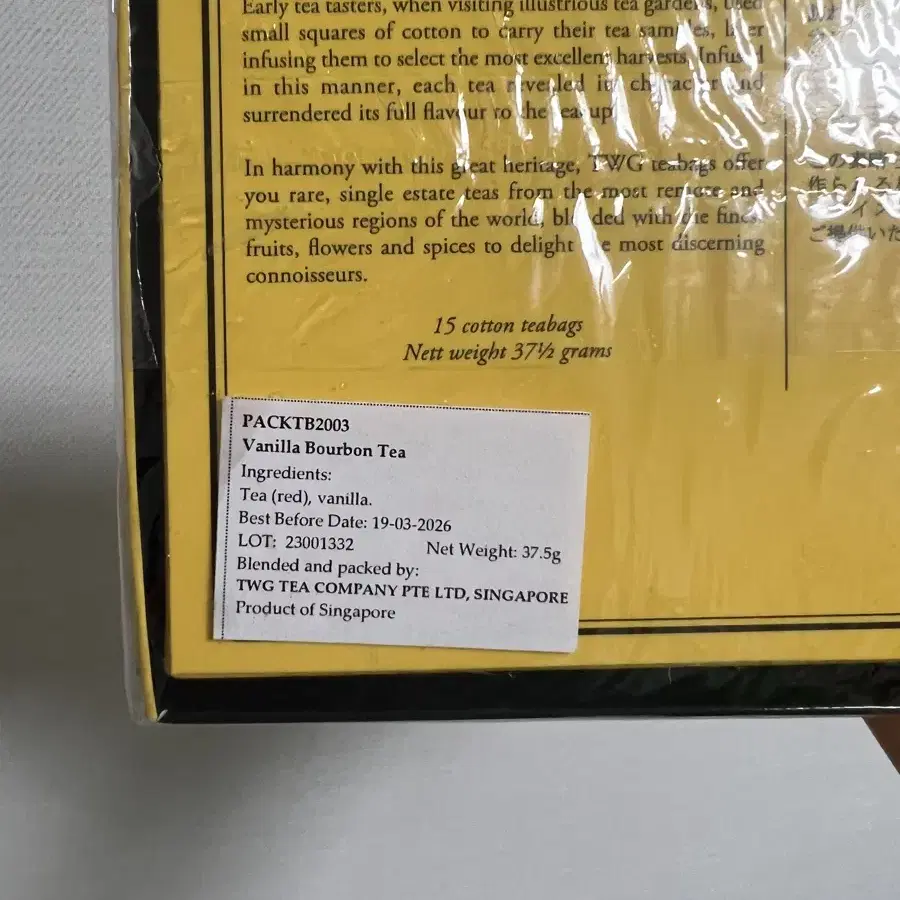 Early tea tasters, when visiting illustrious tea gardens, used
small squares of cotton to carry their tea samples, later
infusing them to select the most excellent harvests. Infused
in this manner, each tea revealed its character and
surrendered its full flavour to the teacup
In harmony with this great heritage, TWG teabags offer
you rare, single estate teas from the most remote and
mysterious regions of the world, blended with the finest
fruits, flowers and spices to delight the most discerning
connoisseurs.
15 cotton teabags
Nett weight 37½ grams
PACKTB2003
Vanilla Bourbon Tea
Ingredients:
Tea (red), vanilla.
Best Before Date: 19-03-2026
LOT: 23001332 Net Weight: 37.5g
Blended and packed by:
TWG TEA COMPANY PTE LTD, SINGAPORE
Product of Singapore